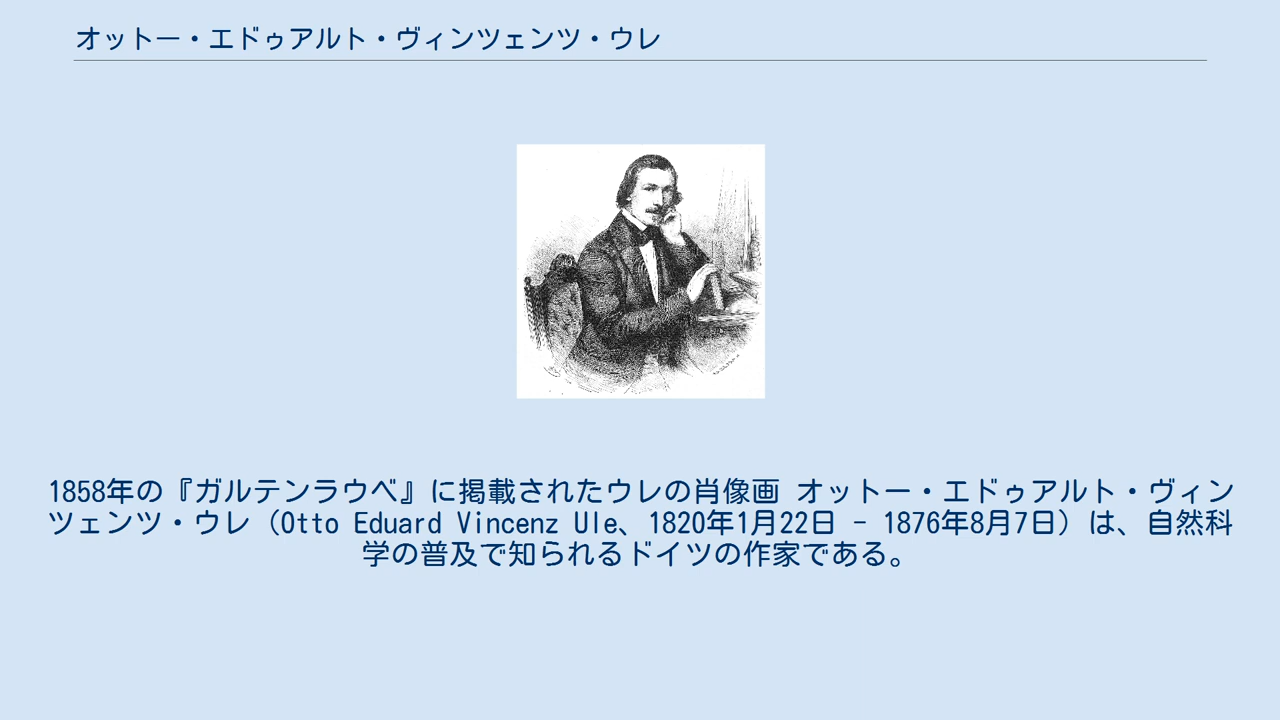 オットー・エドゥアルト・ヴィンツェンツ・ウレ
1858年の『ガルテンラウベ』に掲載されたウレの肖像画 オットー・エドゥアルト・ヴィン
ツェンツ・ウレ（Otto Eduard Vincenz Ule、1820年1月22日 - 1876年8月7日）は、自然科
学の普及で知られるドイツの作家である。